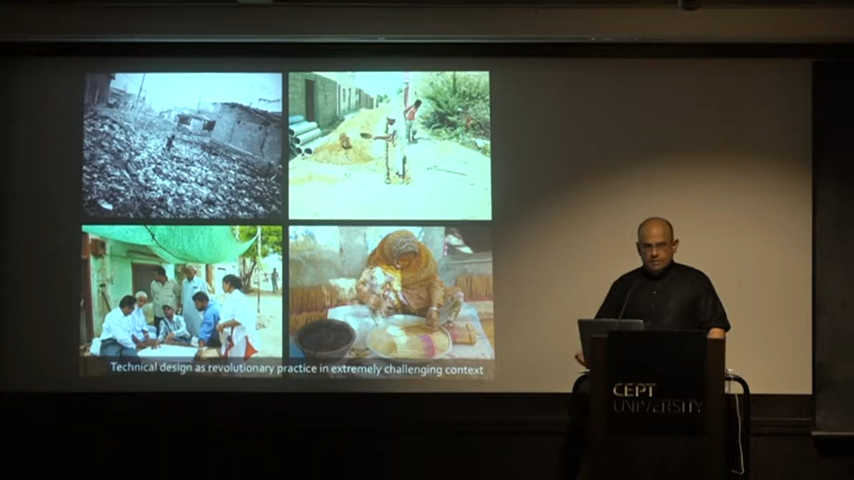 Technical design as revolutionary practice in extremely challenging context
CEPT
UNIVERSITY